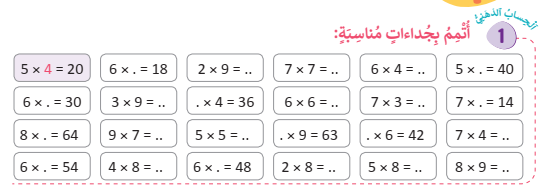 الحِسابُ الذِّهنِيُّ
1 أُتْمِمُ بِجُداءاتٍ مُناسِبَةٍ:
5 × 4 = 20 6 × . = 18 2 × 9 = .. 7 × 7 = .. 6 × 4 = .. 5 × . = 40
6 × . = 30 3 × 9 = .. . × 4 = 36 6 × 6 = .. 7 × 3 = .. 7 × . = 14
8 × . = 64 9 × 7 = .. 5 × 5 = .. . × 9 = 63 . × 6 = 42 7 × 4 = ..
6 × . = 54 4 × 8 = .. 6 × . = 48 2 × 8 = .. 5 × 8 = .. 8 × 9 = ..